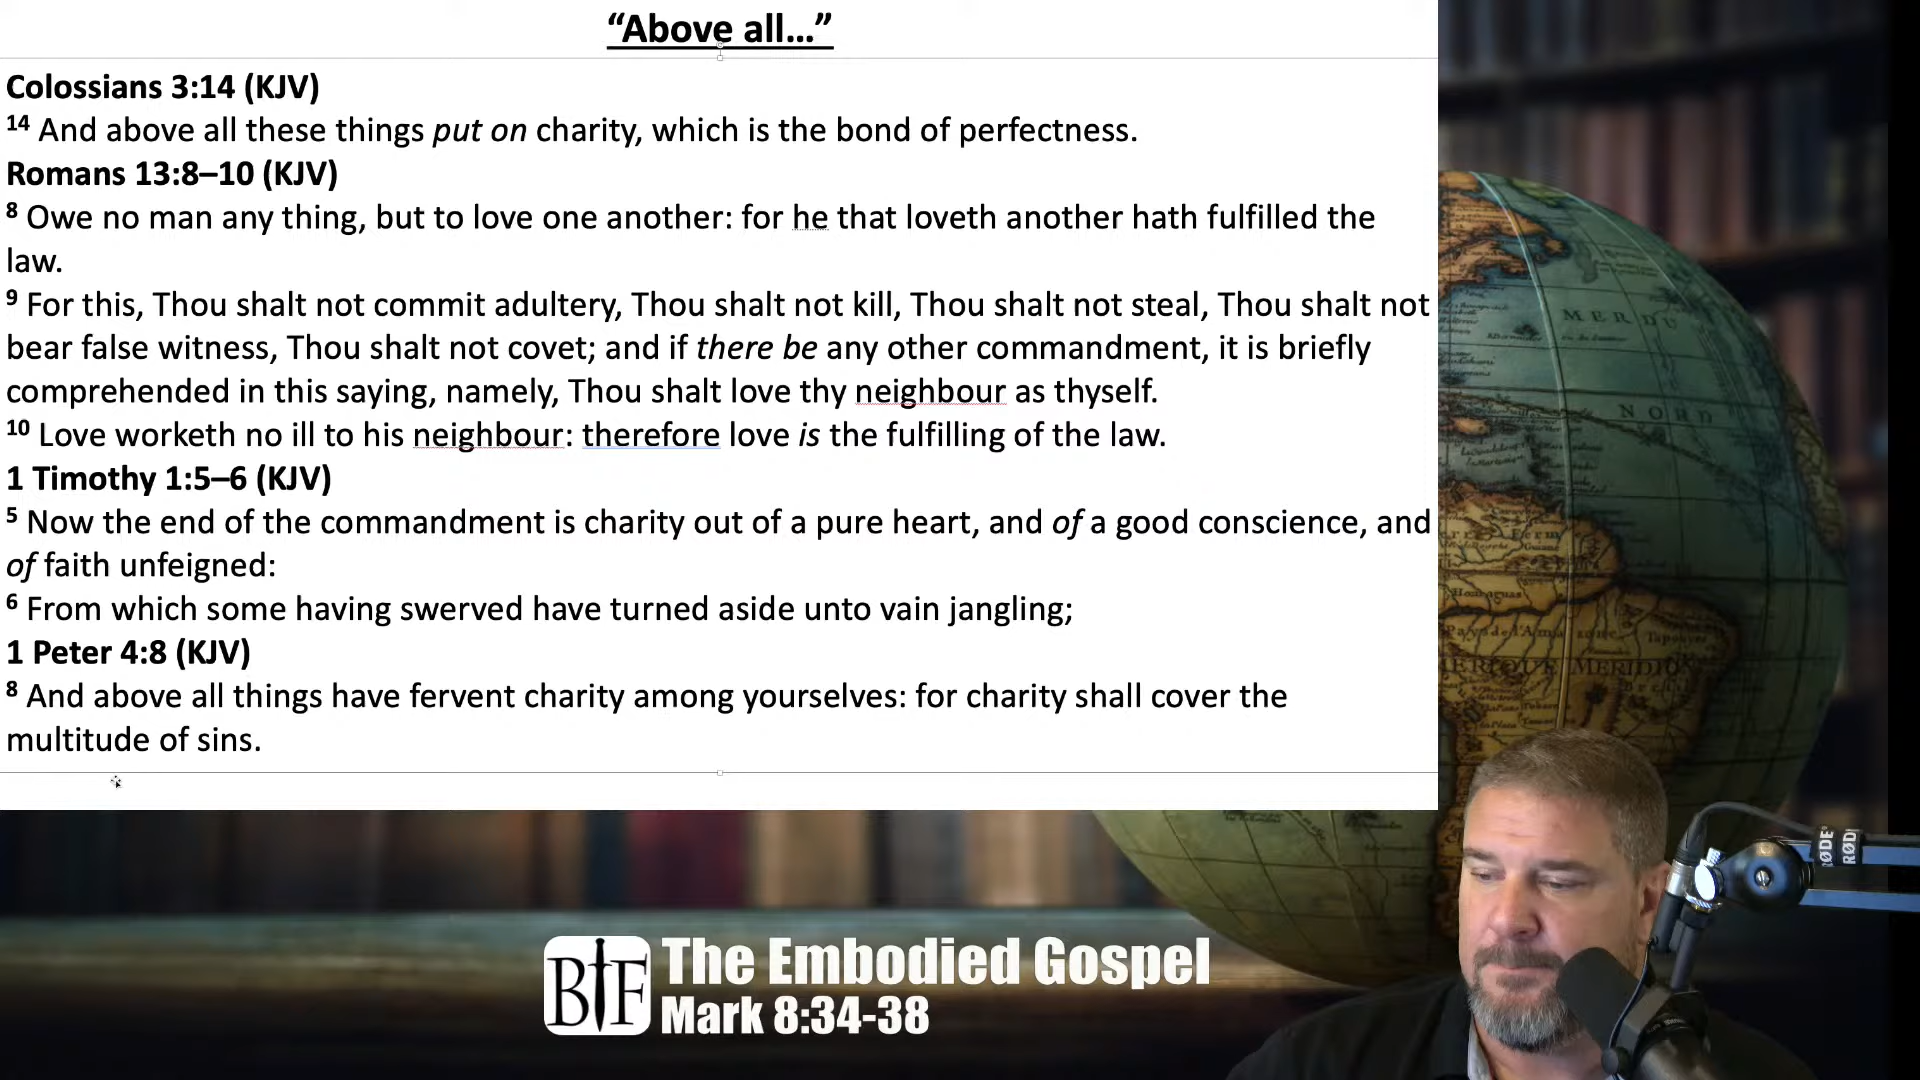 “Above all...”
Colossians 3:14 (KJV)
14 And above all these things put on charity, which is the bond of perfectness.
Romans 13:8–10 (KJV)
8 Owe no man any thing, but to love one another: for he that loveth another hath fulfilled the
law.
9 For this, Thou shalt not commit adultery, Thou shalt not kill, Thou shalt not steal, Thou shalt not
bear false witness, Thou shalt not covet; and if there be any other commandment, it is briefly
comprehended in this saying, namely, Thou shalt love thy neighbour as thyself.
10 Love worketh no ill to his neighbour: therefore love is the fulfilling of the law.
1 Timothy 1:5–6 (KJV)
5 Now the end of the commandment is charity out of a pure heart, and of a good conscience, and
of faith unfeigned:
6 From which some having swerved have turned aside unto vain jangling;
1 Peter 4:8 (KJV)
8 And above all things have fervent charity among yourselves: for charity shall cover the
multitude of sins.
MER DU
NORD
MERIDIO
RØDE
RØD
BTF
The Embodied Gospel
Mark 8:34-38